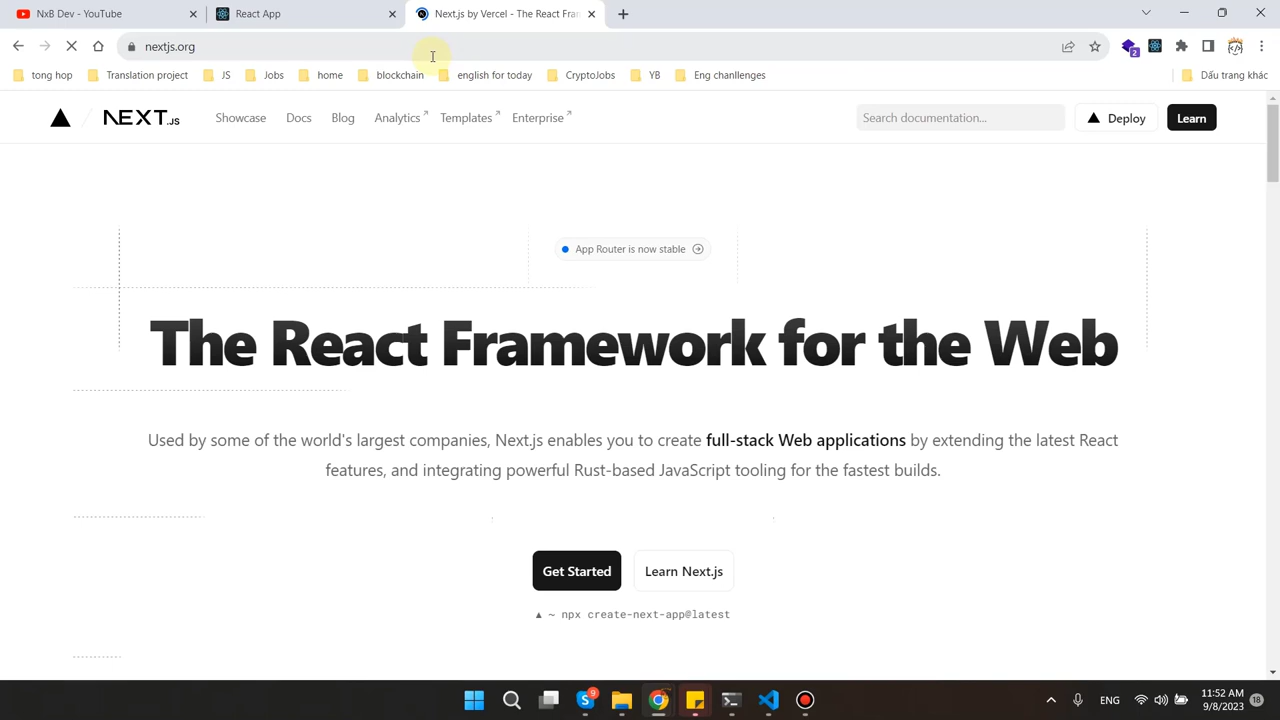 NxB Dev - YouTube
React App
Next.js by Vercel - The React Fran
nextjs.org
2
tong hop
Translation project
JS
Jobs
home
blockchain
english for today
CryptoJobs
YB
Eng chanllenges
Dấu trang khác
NEXT.JS
Showcase
Docs
Blog
Analytics
Templates
Enterprise
Search documentation...
Deploy
Learn
App Router is now stable
The React Framework for the Web
Used by some of the world's largest companies, Next.js enables you to create full-stack Web applications by extending the latest React
features, and integrating powerful Rust-based JavaScript tooling for the fastest builds.
Get Started
Learn Next.js
▲ ~ npx create-next-app@latest
9
ENG
11:52 AM
9/8/2023
18